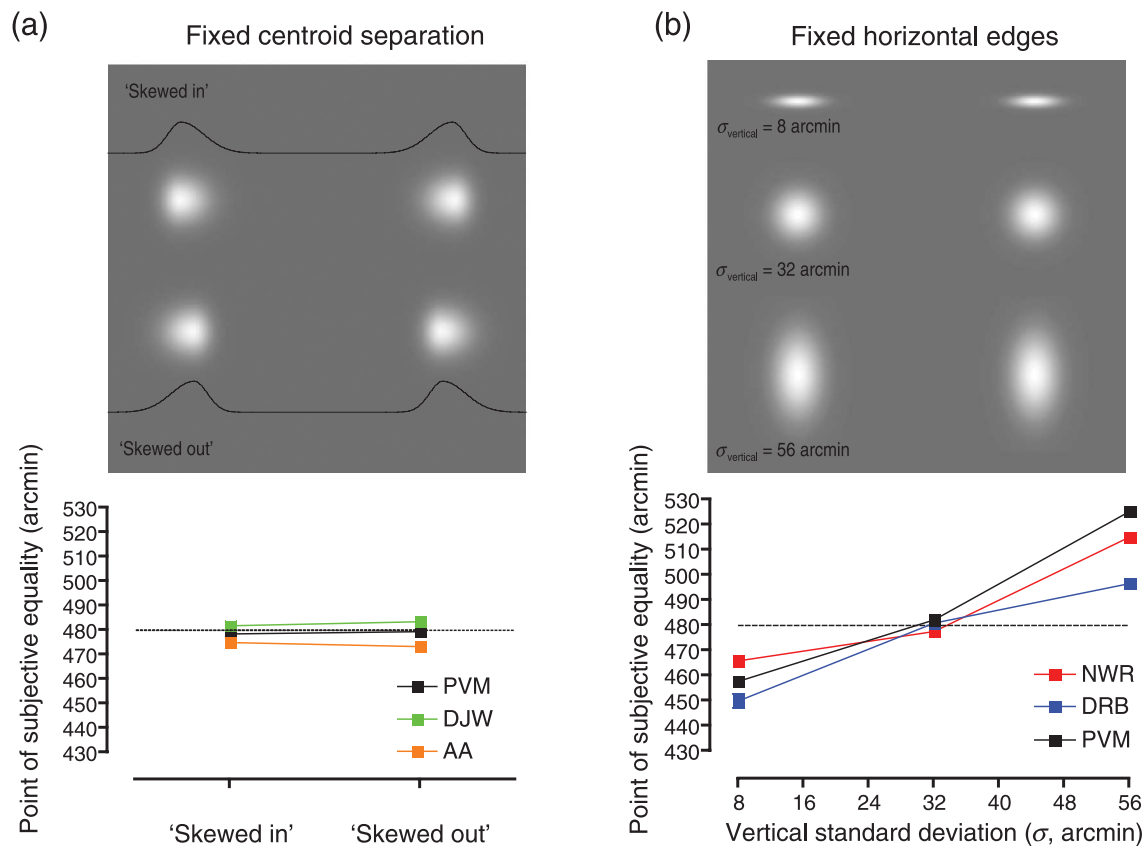 (a)
Fixed centroid separation
'Skewed in'
'Skewed out'
Point of subjective equality (arcmin)
530
520
510
500
490
480
470
460
450
440
430
PVM
DJW
AA
'Skewed in' 'Skewed out'
(b)
Fixed horizontal edges
σvertical = 8 arcmin
σvertical = 32 arcmin
σvertical = 56 arcmin
Point of subjective equality (arcmin)
530
520
510
500
490
480
470
460
450
440
430
NWR
DRB
PVM
8 16 24 32 40 48 56
Vertical standard deviation (σ, arcmin)